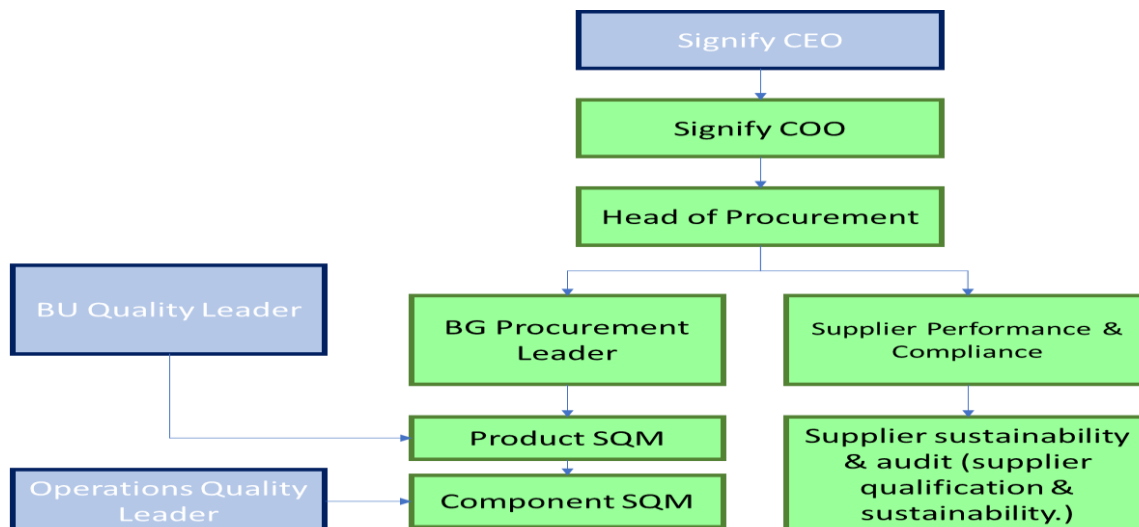 Signify CEO
Signify COO
Head of Procurement
BU Quality Leader
BG Procurement
Leader
Supplier Performance &
Compliance
Product SQM
Supplier sustainability
& audit (supplier
qualification &
sustainability.)
Operations Quality
Leader
Component SQM